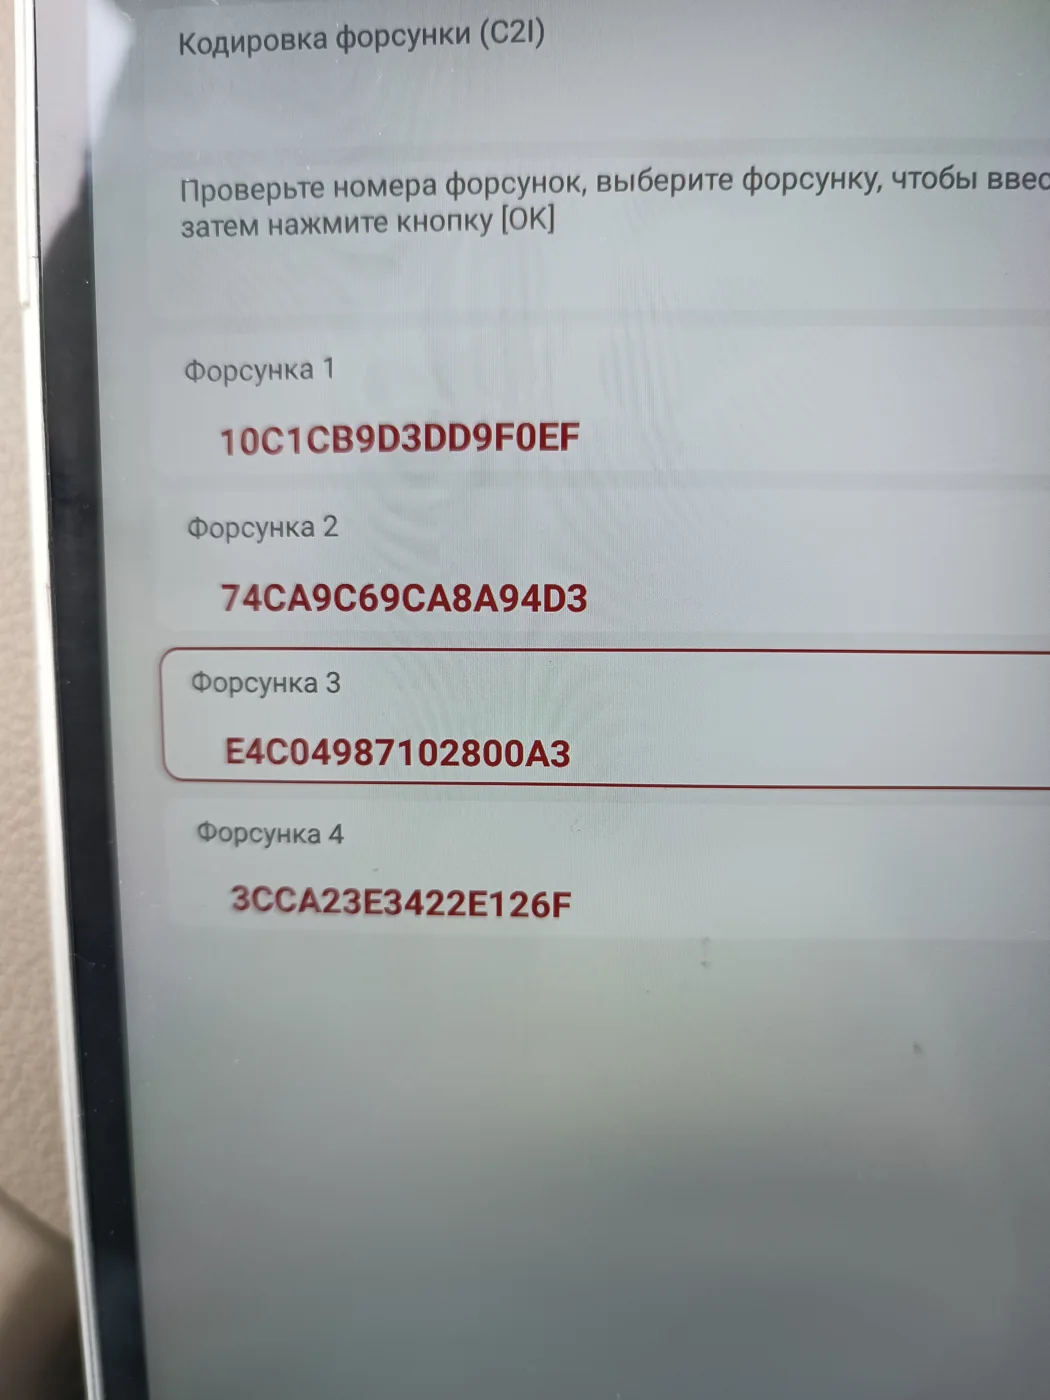 Кодировка форсунки (C2I)
Проверьте номера форсунок, выберите форсунку, чтобы ввес
затем нажмите кнопку [OK]
Форсунка 1
10C1CB9D3DD9F0EF
Форсунка 2
74CA9C69CA8A94D3
Форсунка 3
E4C04987102800A3
Форсунка 4
3CCA23E3422E126F